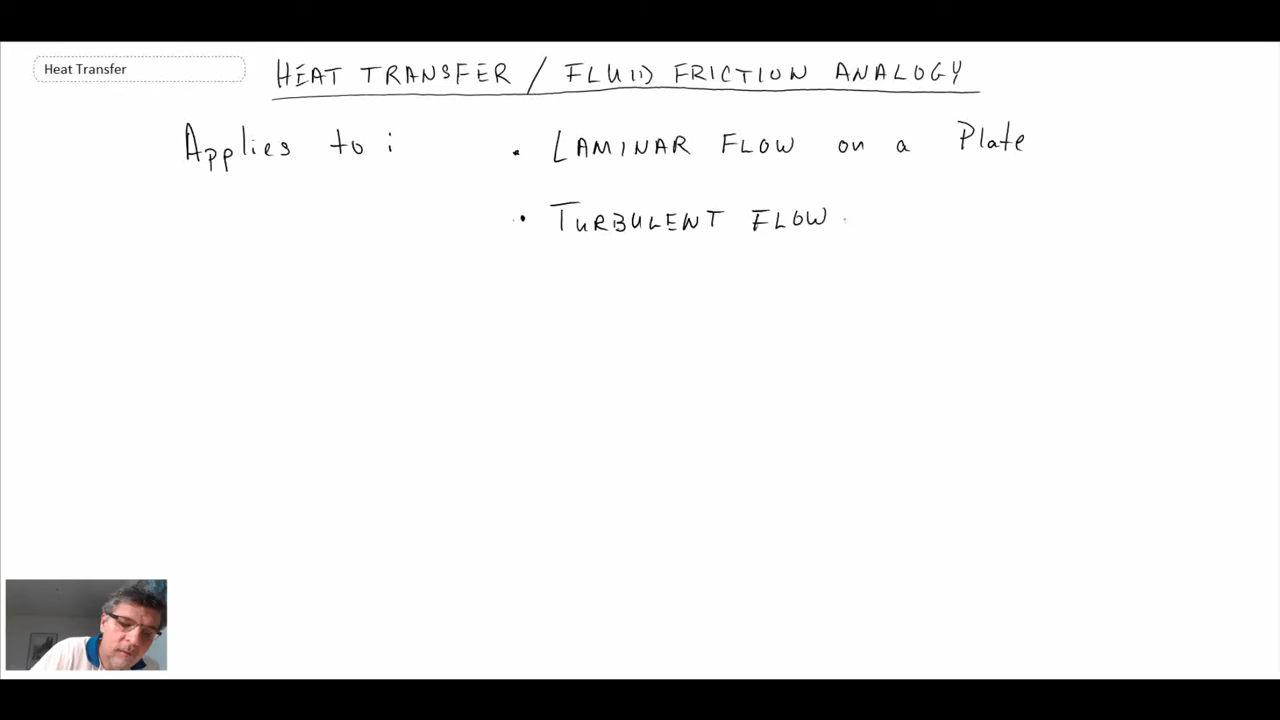 Heat Transfer
HEAT TRANSFER / FLUID FRICTION ANALOGY
Applies to :
• LAMINAR FLOW on a Plate
• TURBULENT FLOW